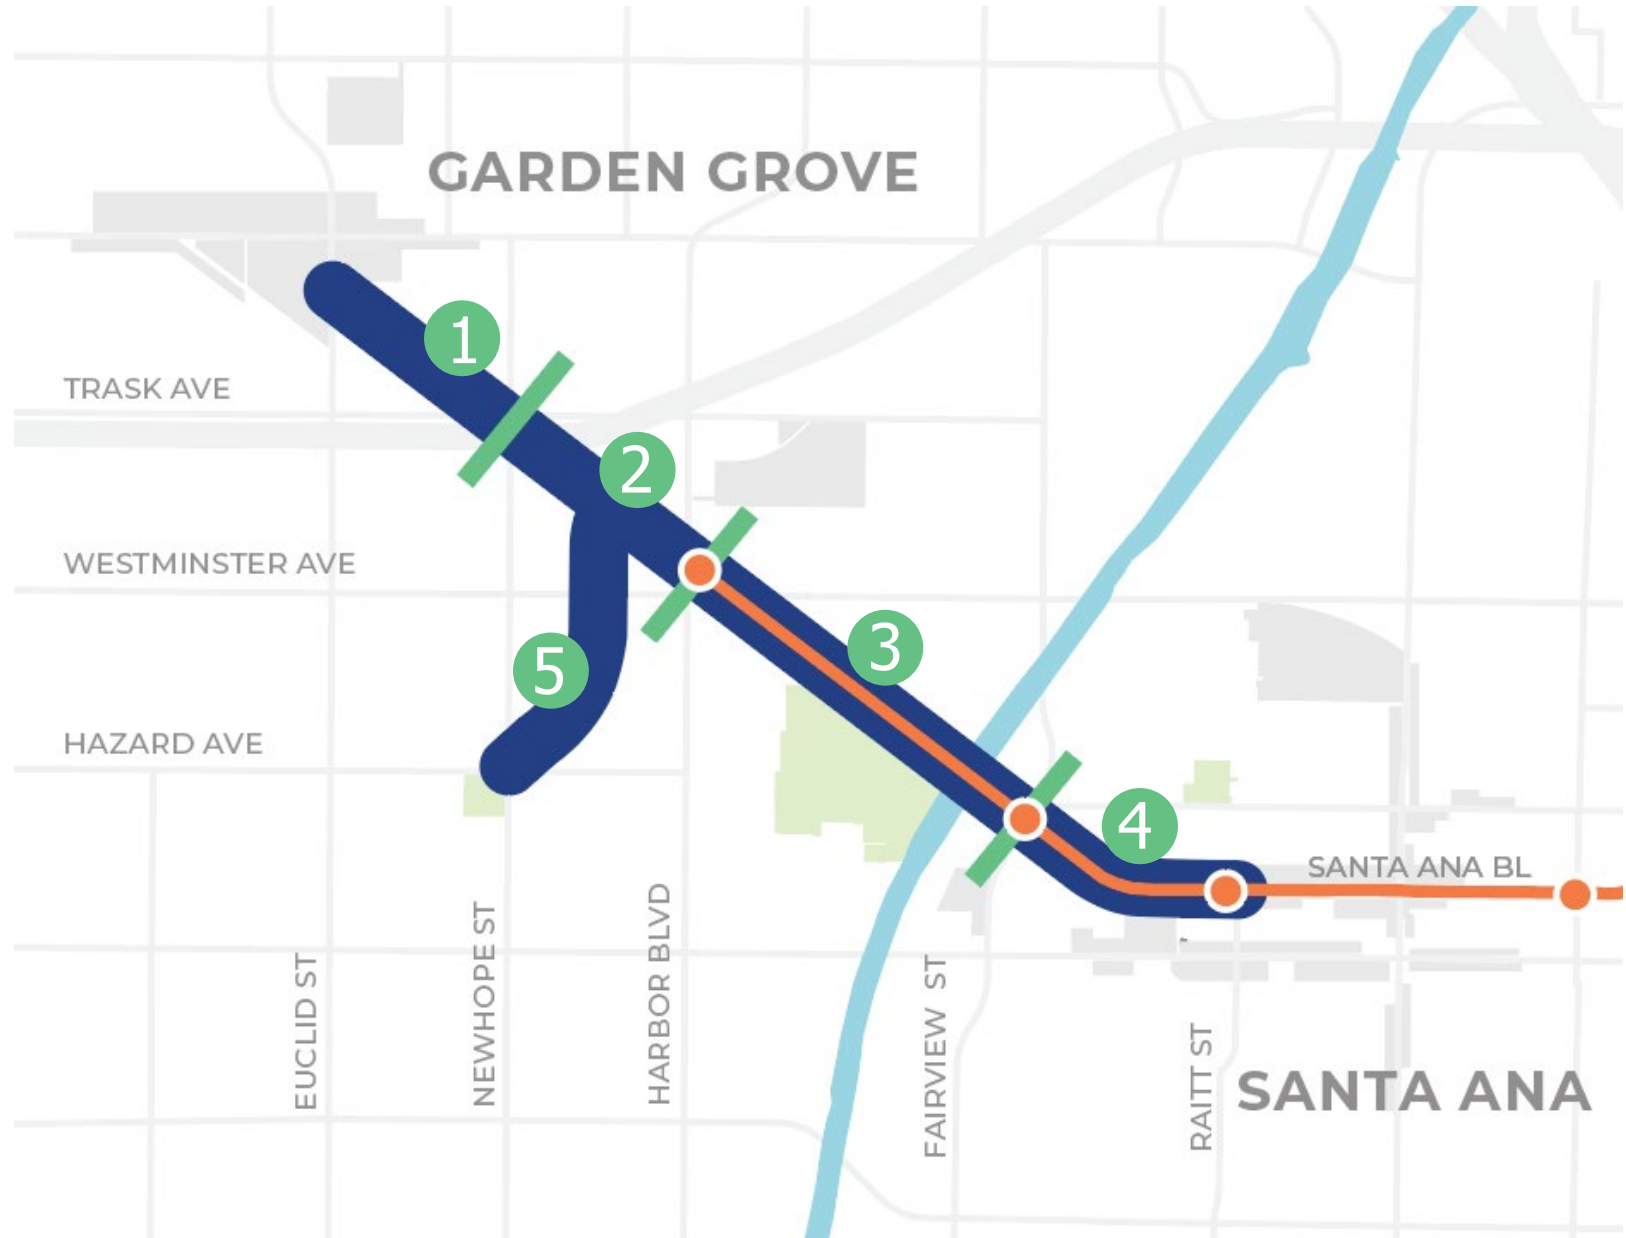 GARDEN GROVE
1
TRASK AVE
2
WESTMINSTER AVE
3
5
HAZARD AVE
4
SANTA ANA BL
EUCLID ST
NEWHOPE ST
HARBOR BLVD
FAIRVIEW ST
RAITT ST
SANTA ANA